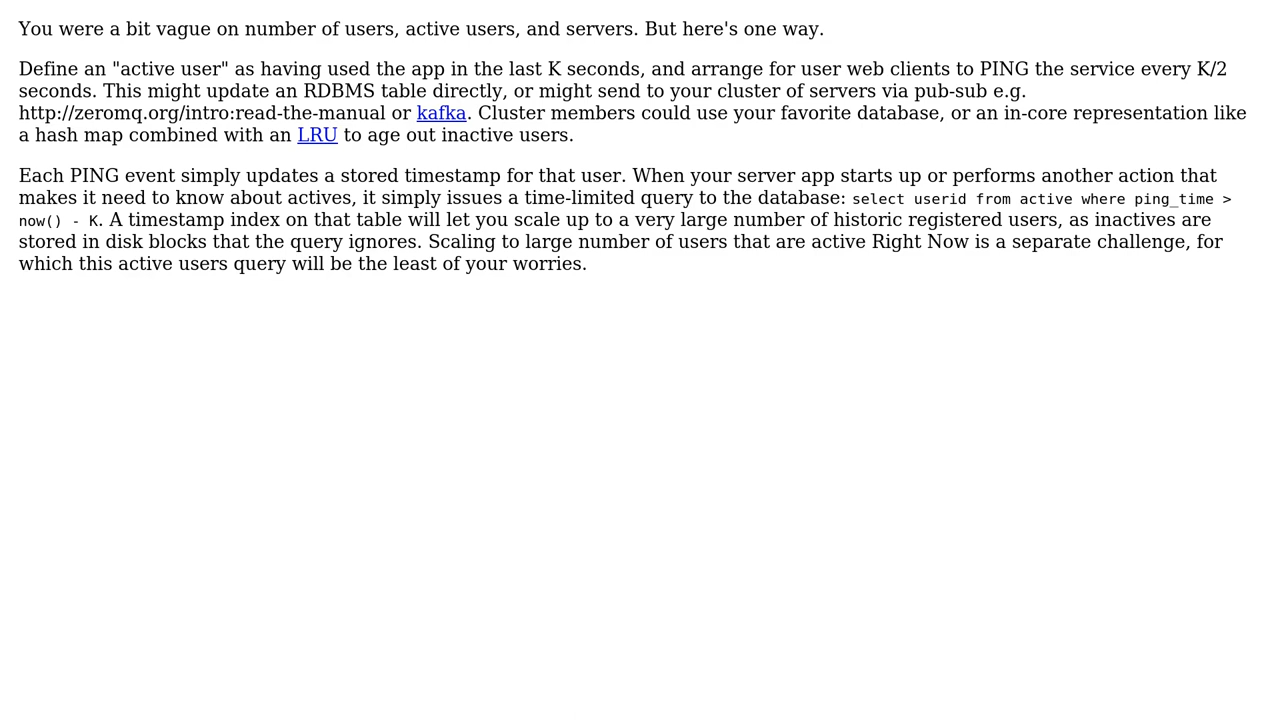 You were a bit vague on number of users, active users, and servers. But here's one way.
Define an "active user" as having used the app in the last K seconds, and arrange for user web clients to PING the service every K/2
seconds. This might update an RDBMS table directly, or might send to your cluster of servers via pub-sub e.g.
http://zeromq.org/intro:read-the-manual or kafka. Cluster members could use your favorite database, or an in-core representation like
a hash map combined with an LRU to age out inactive users.
Each PING event simply updates a stored timestamp for that user. When your server app starts up or performs another action that
makes it need to know about actives, it simply issues a time-limited query to the database: select userid from active where ping_time >
now() - K. A timestamp index on that table will let you scale up to a very large number of historic registered users, as inactives are
stored in disk blocks that the query ignores. Scaling to large number of users that are active Right Now is a separate challenge, for
which this active users query will be the least of your worries.